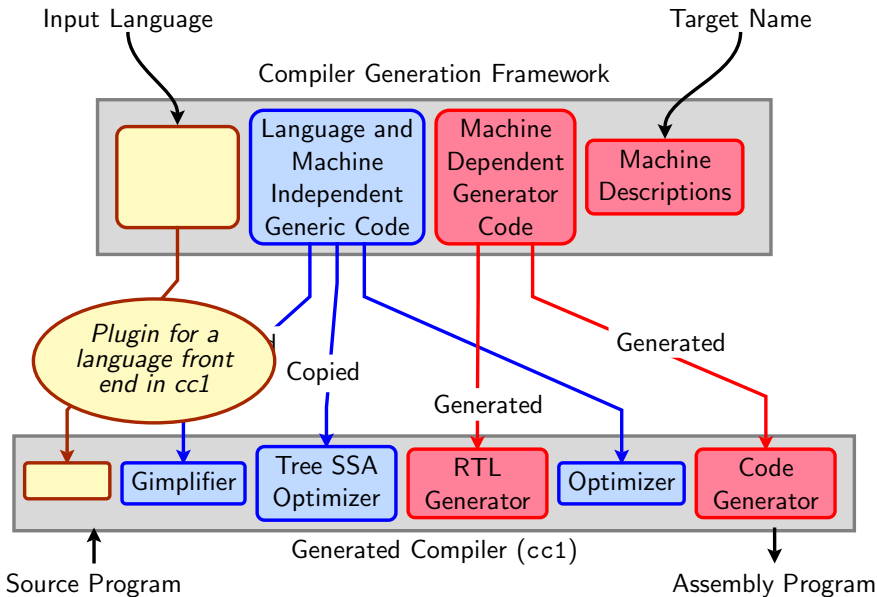 Input Language
Target Name
Compiler Generation Framework
Language and
Machine
Independent
Generic Code
Machine
Dependent
Generator
Code
Machine
Descriptions
Plugin for a
language front
end in cc1
Copied
Generated
Generated
Gimplifier
Tree SSA
Optimizer
RTL
Generator
Optimizer
Code
Generator
Generated Compiler (cc1)
Source Program
Assembly Program